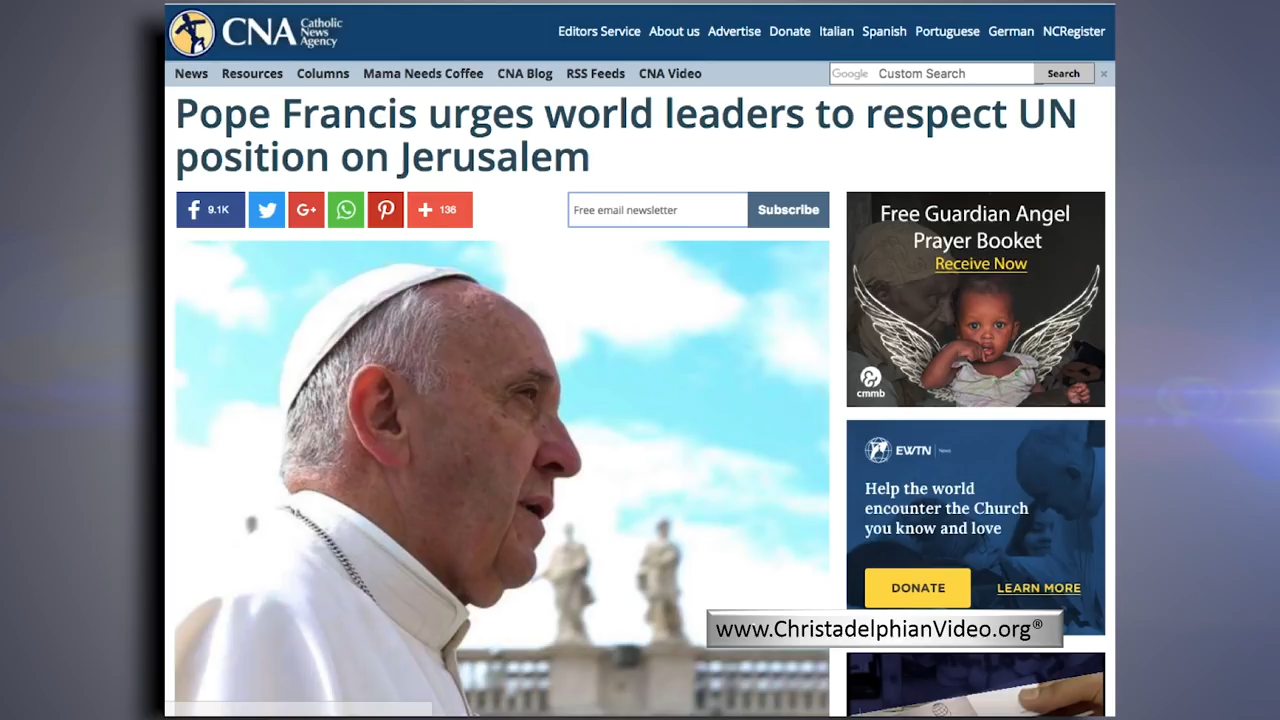 CNA Catholic
News
Agency
Editors Service About us Advertise Donate Italian Spanish Portuguese German NCRegister
News Resources Columns Mama Needs Coffee CNA Blog RSS Feeds CNA Video
Google Custom Search Search ×
Pope Francis urges world leaders to respect UN
position on Jerusalem
f 9.1K G+ + 136
Free email newsletter Subscribe
Free Guardian Angel
Prayer Booket
Receive Now
cmmb
EWTN News
Help the world
encounter the Church
you know and love
DONATE LEARN MORE
www.ChristadelphianVideo.org®